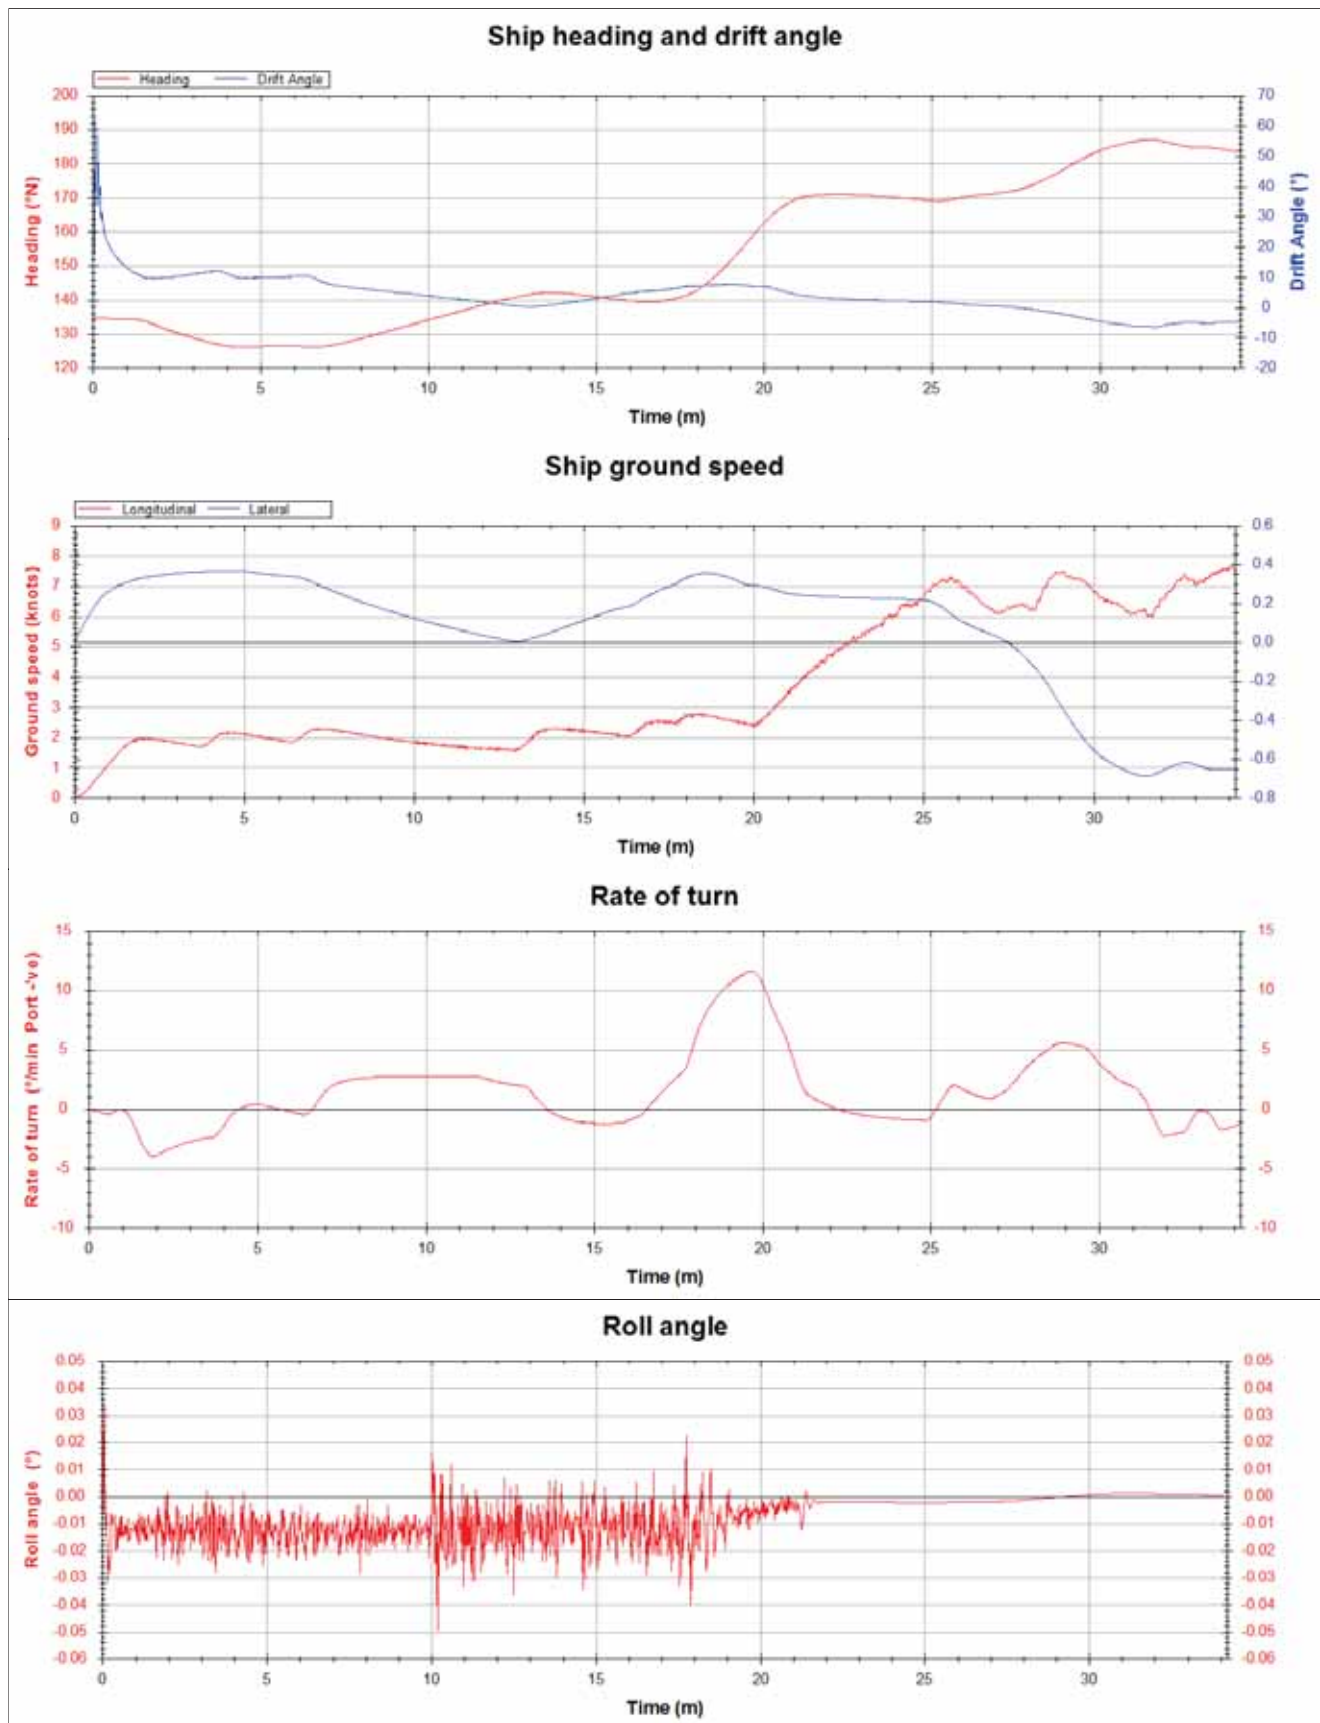 Ship heading and drift angle
Heading Drift Angle
200 70
190 60
180 50
170 40
160 30
150 20
140 10
130 0
120 -10
-20
Heading (°N)
Drift Angle (°)
0 5 10 15 20 25 30
Time (m)
Ship ground speed
Longitudinal Lateral
9 0.6
8 0.4
7 0.2
6 0.0
5 -0.2
4 -0.4
3 -0.6
2 -0.8
1
0
Ground speed (knots)
0 5 10 15 20 25 30
Time (m)
Rate of turn
15 15
10 10
5 5
0 0
-5 -5
-10 -10
Rate of turn (°/min Port -'ve)
0 5 10 15 20 25 30
Time (m)
Roll angle
0.05 0.05
0.04 0.04
0.03 0.03
0.02 0.02
0.01 0.01
0.00 0.00
-0.01 -0.01
-0.02 -0.02
-0.03 -0.03
-0.04 -0.04
-0.05 -0.05
-0.06 -0.06
Roll angle (°)
0 5 10 15 20 25 30
Time (m)